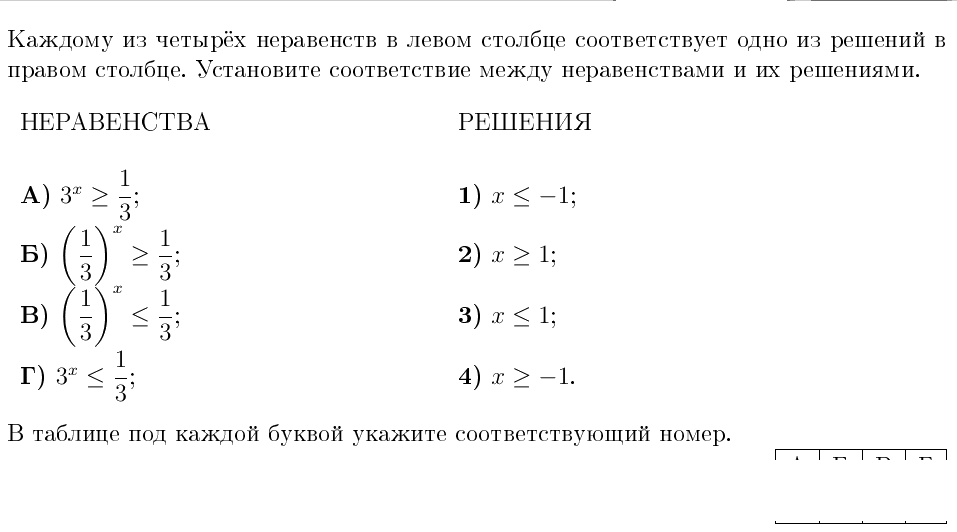 Каждому из четырёх неравенств в левом столбце соответствует одно из решений в
правом столбце. Установите соответствие между неравенствами и их решениями.
НЕРАВЕНСТВА РЕШЕНИЯ
А) 3^x ≥ 1/3; 1) x ≤ −1;
Б) (1/3)^x ≥ 1/3; 2) x ≥ 1;
В) (1/3)^x ≤ 1/3; 3) x ≤ 1;
Г) 3^x ≤ 1/3; 4) x ≥ −1.
В таблице под каждой буквой укажите соответствующий номер.